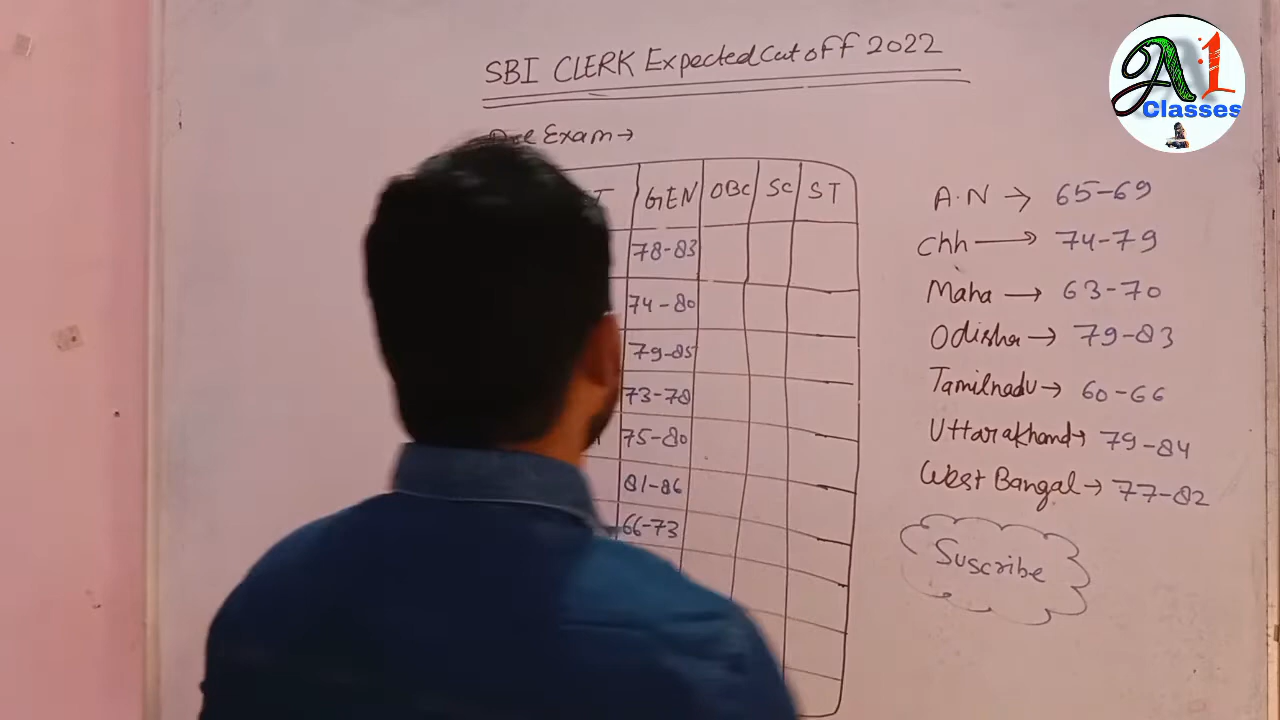 SBI CLERK Expected Cut off 2022
A1
Classes
Exam →
GEN OBC SC ST
78-83
74-80
79-85
73-78
75-80
81-86
66-73
A.N → 65-69
Chh → 74-79
Maha → 63-70
Odisha → 79-83
Tamilnadu → 60-66
Uttarakhand → 79-84
West Bangal → 77-82
Suscribe